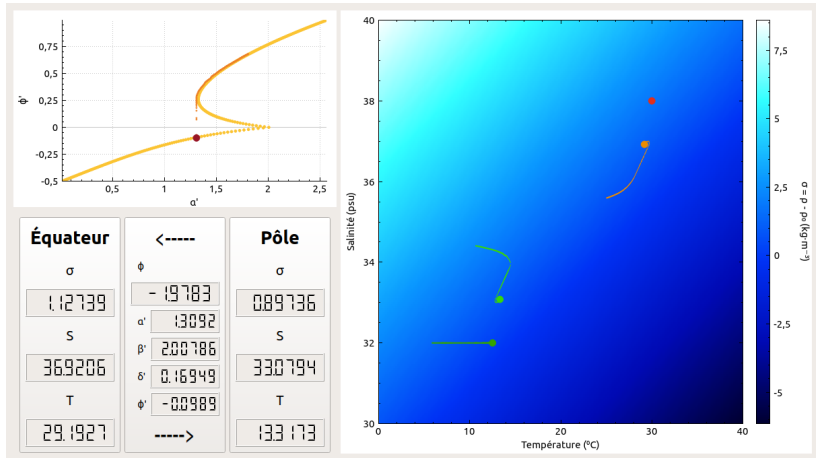 0,75
0,5
0,25
0
-0,25
-0,5
ϕ'
0,5
1
1,5
2
2,5
α'
Équateur
σ
1.12739
S
36.9206
T
29.1927
<-----
ϕ
-1.9783
α' 1.3092
β' 2.00786
δ' 0.16949
ϕ' -0.0989
----->
Pôle
σ
0.89736
S
33.0794
T
13.3173
40
38
36
34
32
30
Salinité (psu)
0
10
20
30
40
Température (ºC)
7,5
5
2,5
0
-2,5
-5
σ = ρ - ρ₀ (kg·m⁻³)